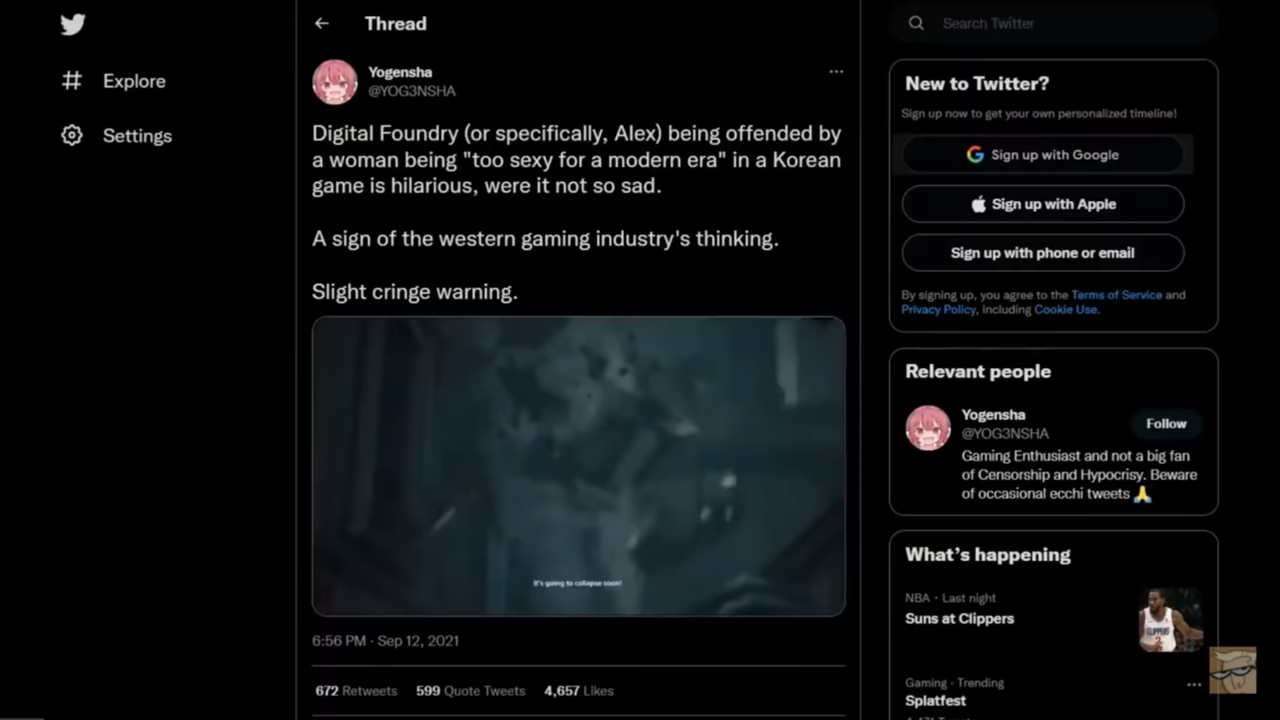 Thread
Search Twitter
Explore
Settings
Yogensha
@YOG3NSHA
Digital Foundry (or specifically, Alex) being offended by
a woman being "too sexy for a modern era" in a Korean
game is hilarious, were it not so sad.
A sign of the western gaming industry's thinking.
Slight cringe warning.
It's going to collapse soon!
6:56 PM · Sep 12, 2021
672 Retweets 599 Quote Tweets 4,657 Likes
New to Twitter?
Sign up now to get your own personalized timeline!
Sign up with Google
Sign up with Apple
Sign up with phone or email
By signing up, you agree to the Terms of Service and
Privacy Policy, including Cookie Use.
Relevant people
Yogensha
@YOG3NSHA
Follow
Gaming Enthusiast and not a big fan
of Censorship and Hypocrisy. Beware
of occasional ecchi tweets 🙏
What's happening
NBA · Last night
Suns at Clippers
CLIPPERS
2
Gaming · Trending
Splatfest